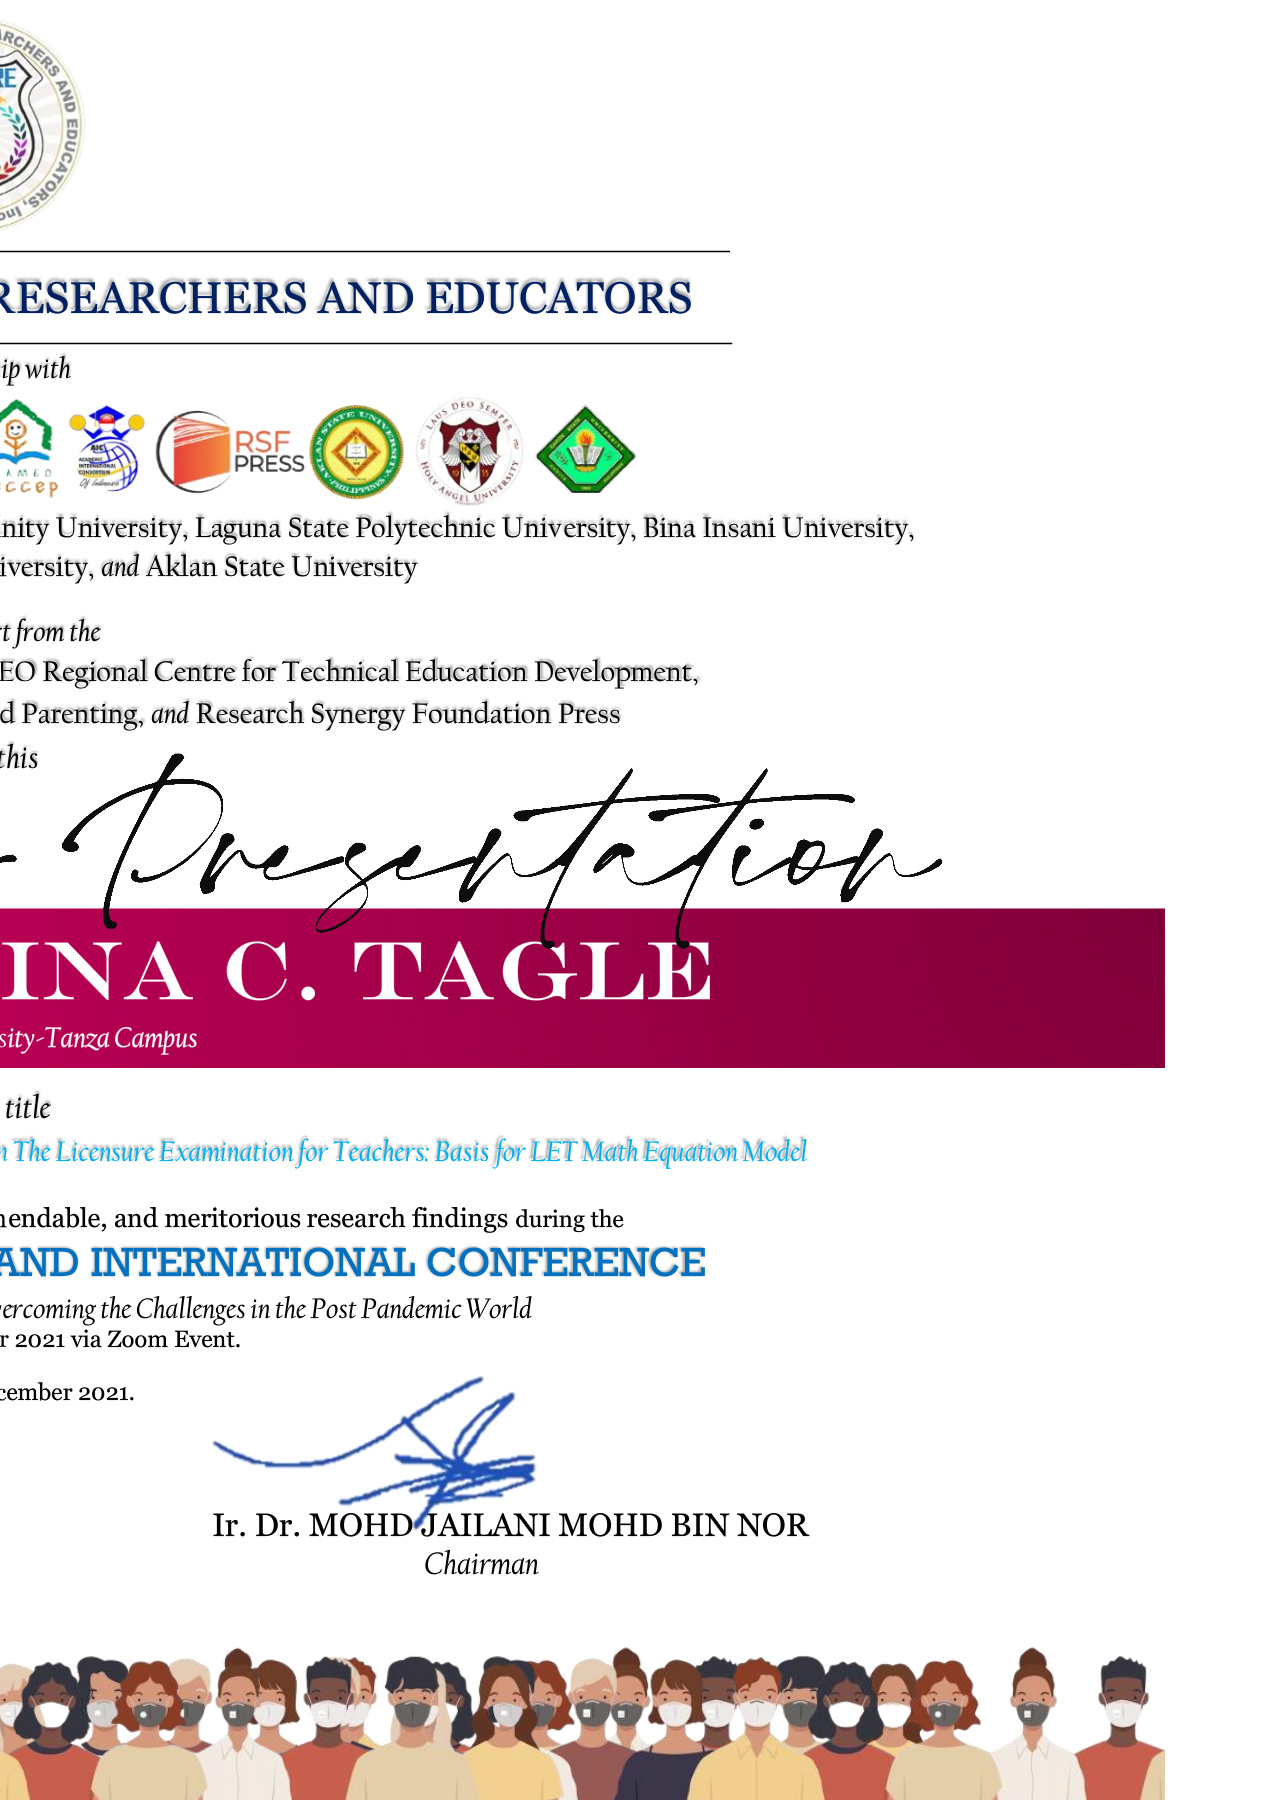 RESEARCHERS AND EDUCATORS, Inc.
RESEARCHERS AND EDUCATORS
ip with
AMEO
ccep
AIC
ACADEMIC
INTERNATIONAL
CONSORTIUM
Of Indonesia
RSF
PRESS
AKLAN STATE UNIVERSITY
PHILIPPINES
LAUS DEO SEMPER
HOLY ANGEL UNIVERSITY
inity University, Laguna State Polytechnic University, Bina Insani University,
iversity, and Aklan State University
rt from the
EO Regional Centre for Technical Education Development,
d Parenting, and Research Synergy Foundation Press
this
Presentation
INA C. TAGLE
sity-Tanza Campus
title
n The Licensure Examination for Teachers: Basis for LET Math Equation Model
nendable, and meritorious research findings during the
AND INTERNATIONAL CONFERENCE
vercoming the Challenges in the Post Pandemic World
r 2021 via Zoom Event.
cember 2021.
Ir. Dr. MOHD JAILANI MOHD BIN NOR
Chairman